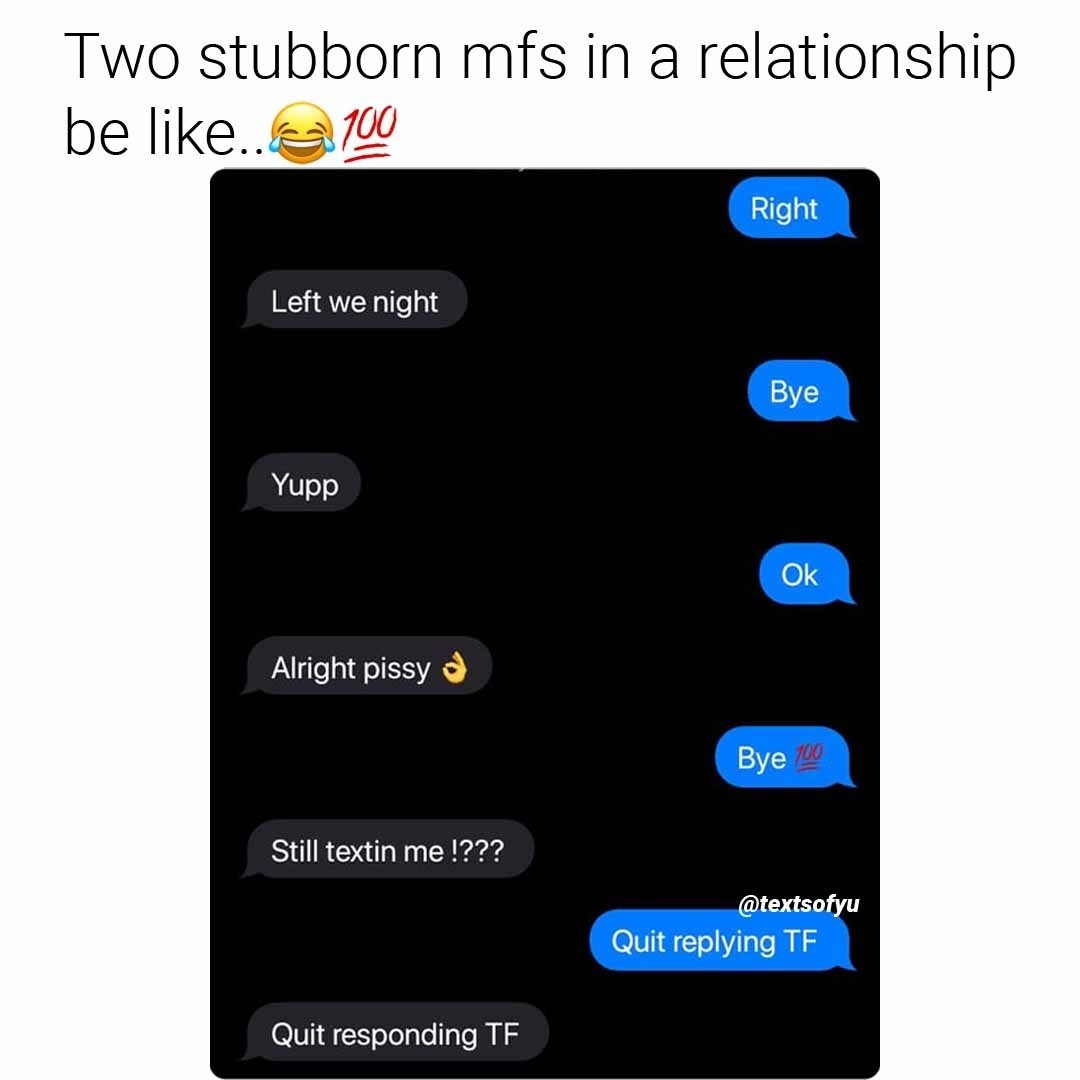 Two stubborn mfs in a relationship
be like..😂💯
Right
Left we night
Bye
Yupp
Ok
Alright pissy 👌
Bye 💯
Still textin me !???
@textsofyu
Quit replying TF
Quit responding TF